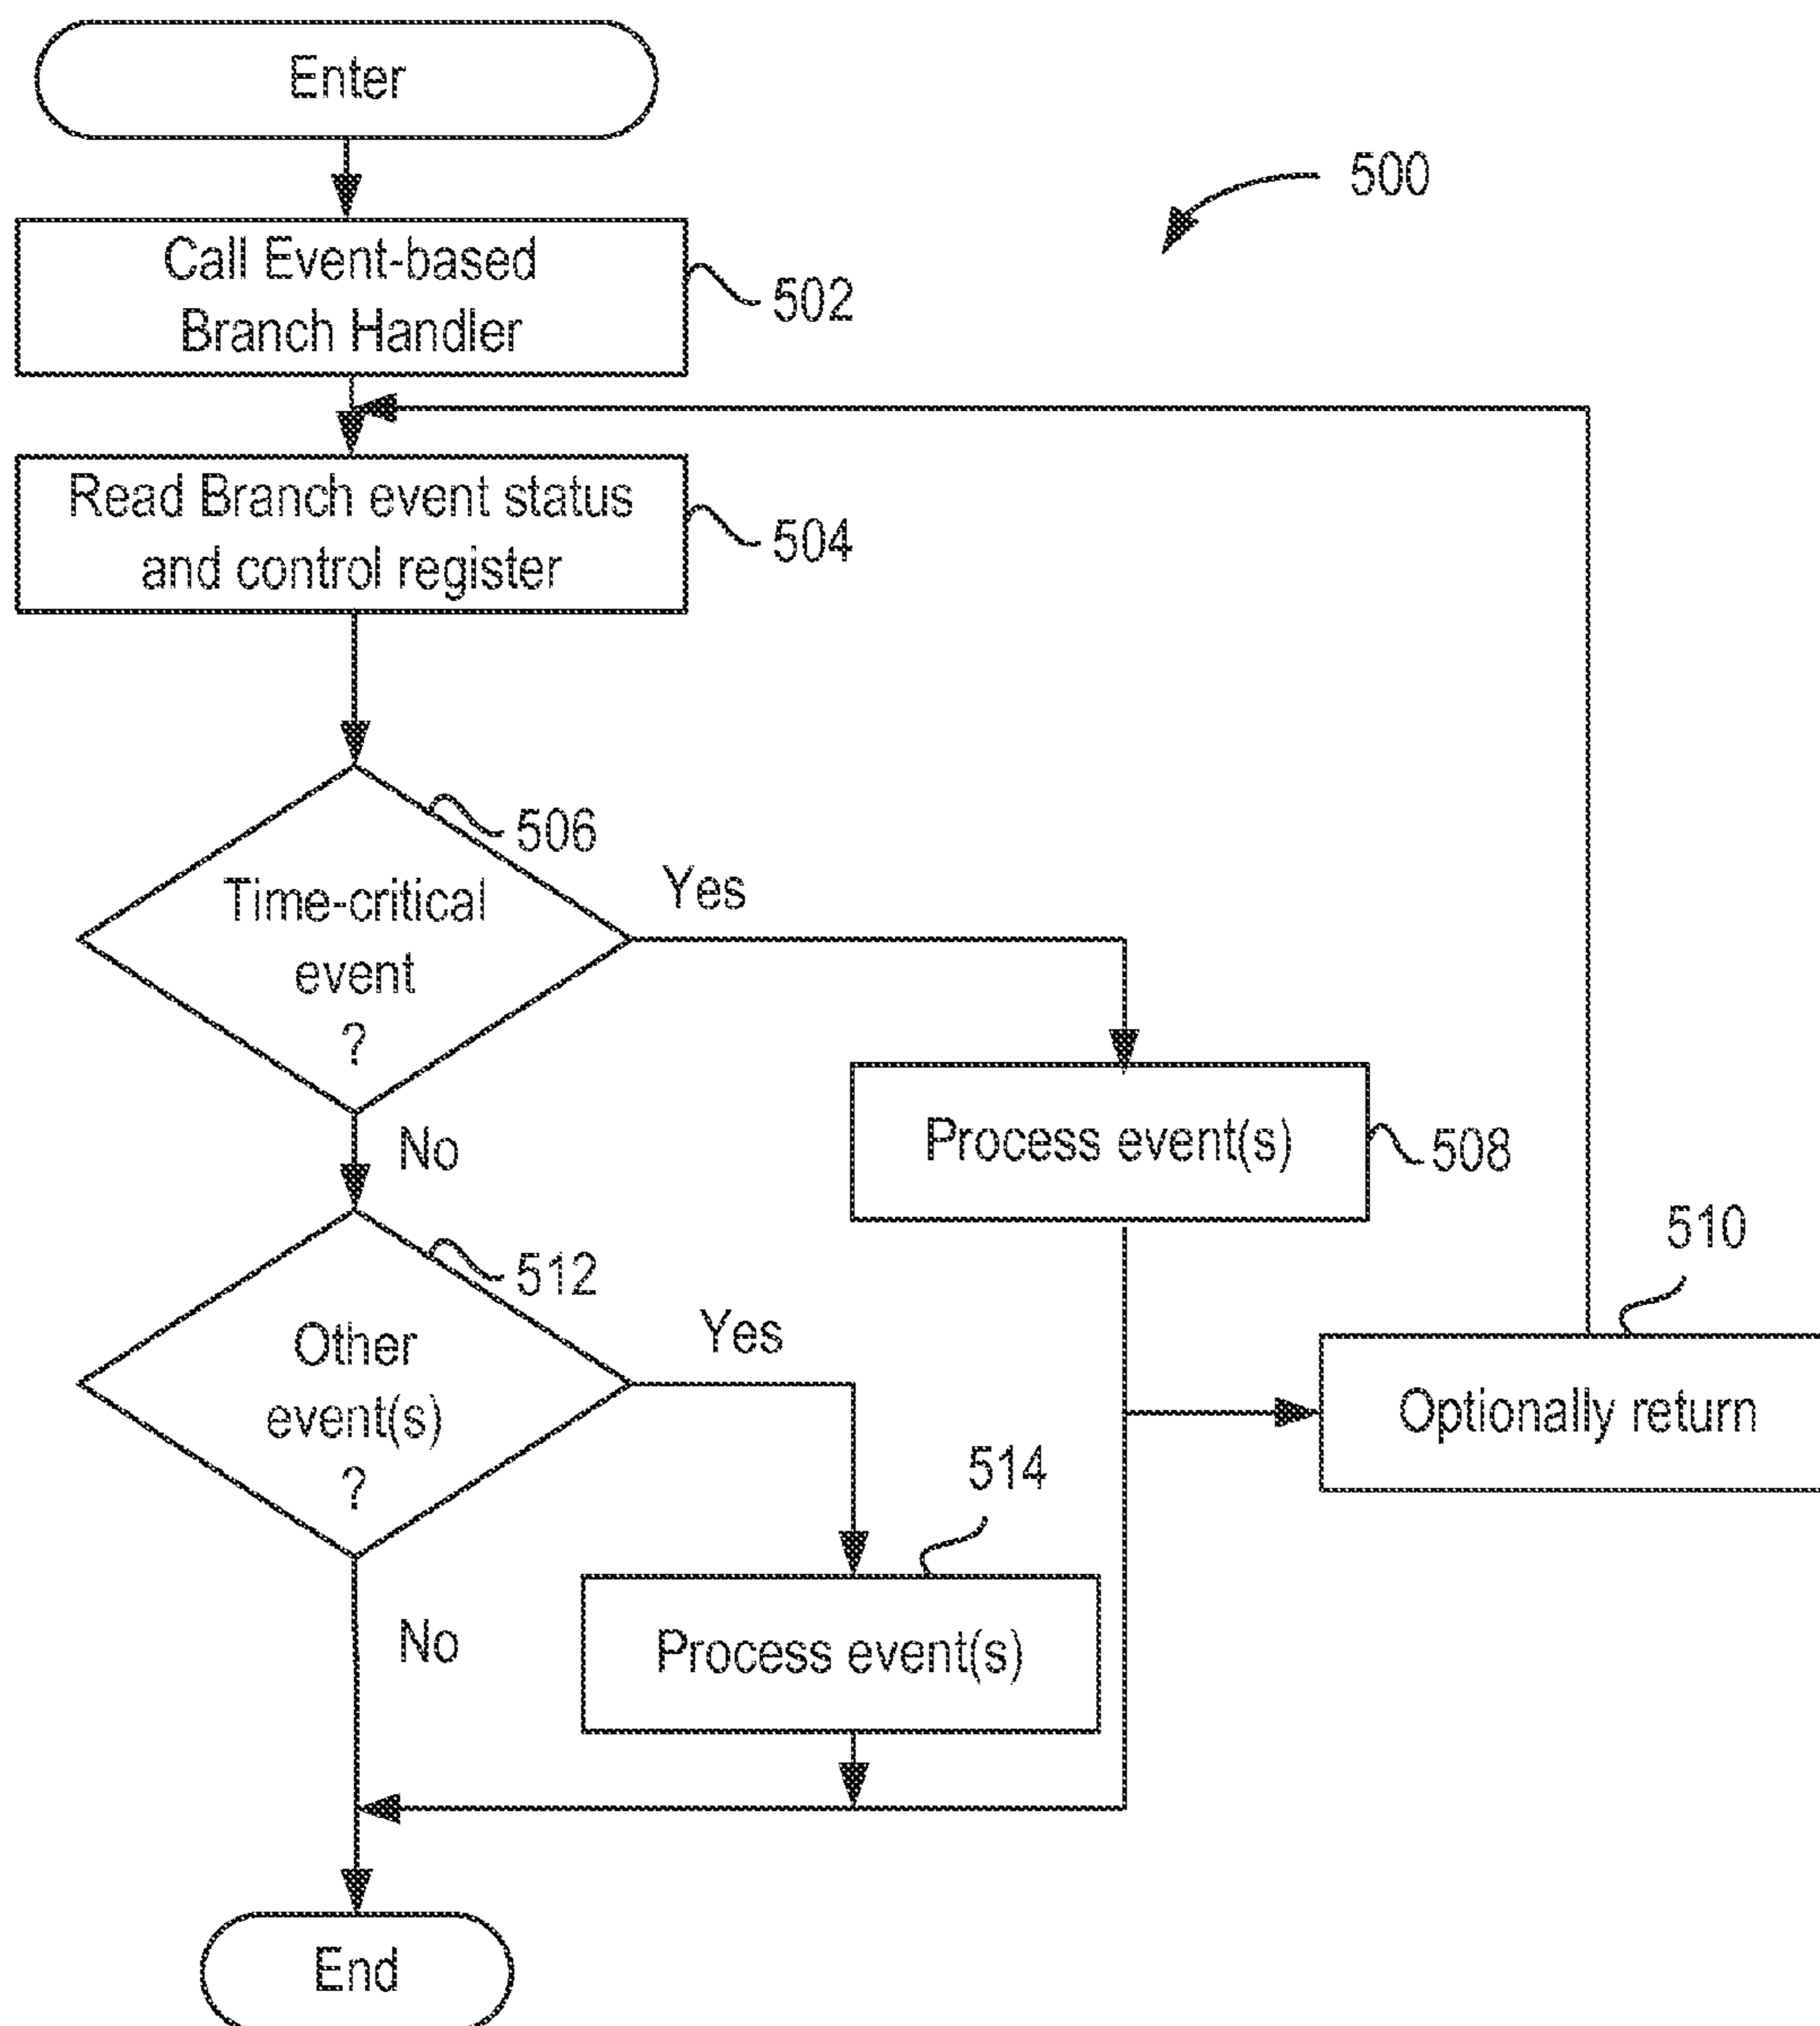 Enter
500
Call Event-based
Branch Handler
502
Read Branch event status
and control register
504
506
Time-critical
event
?
Yes
No
Process event(s)
508
510
Optionally return
512
Other
event(s)
?
Yes
No
514
Process event(s)
End